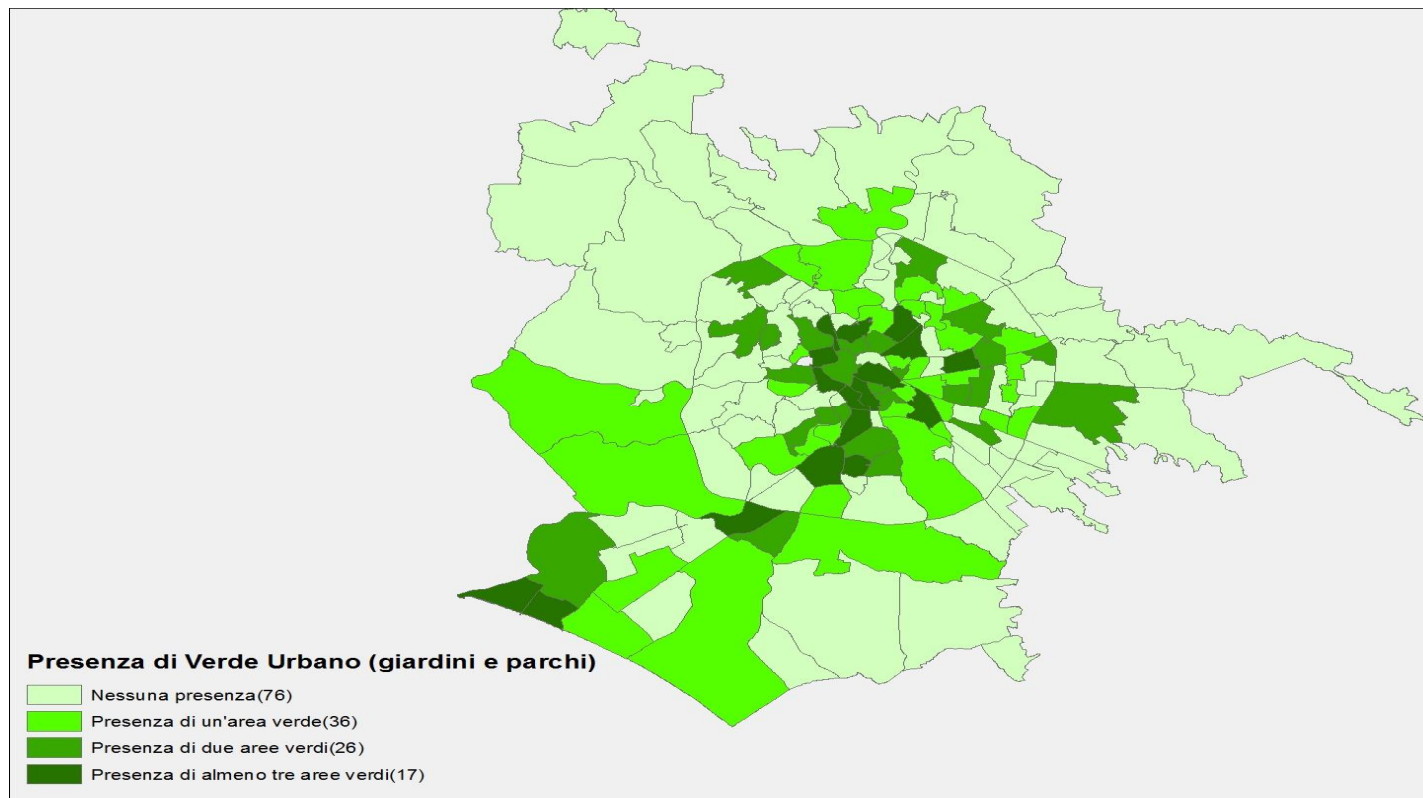 Presenza di Verde Urbano (giardini e parchi)
Nessuna presenza(76)
Presenza di un'area verde(36)
Presenza di due aree verdi(26)
Presenza di almeno tre aree verdi(17)